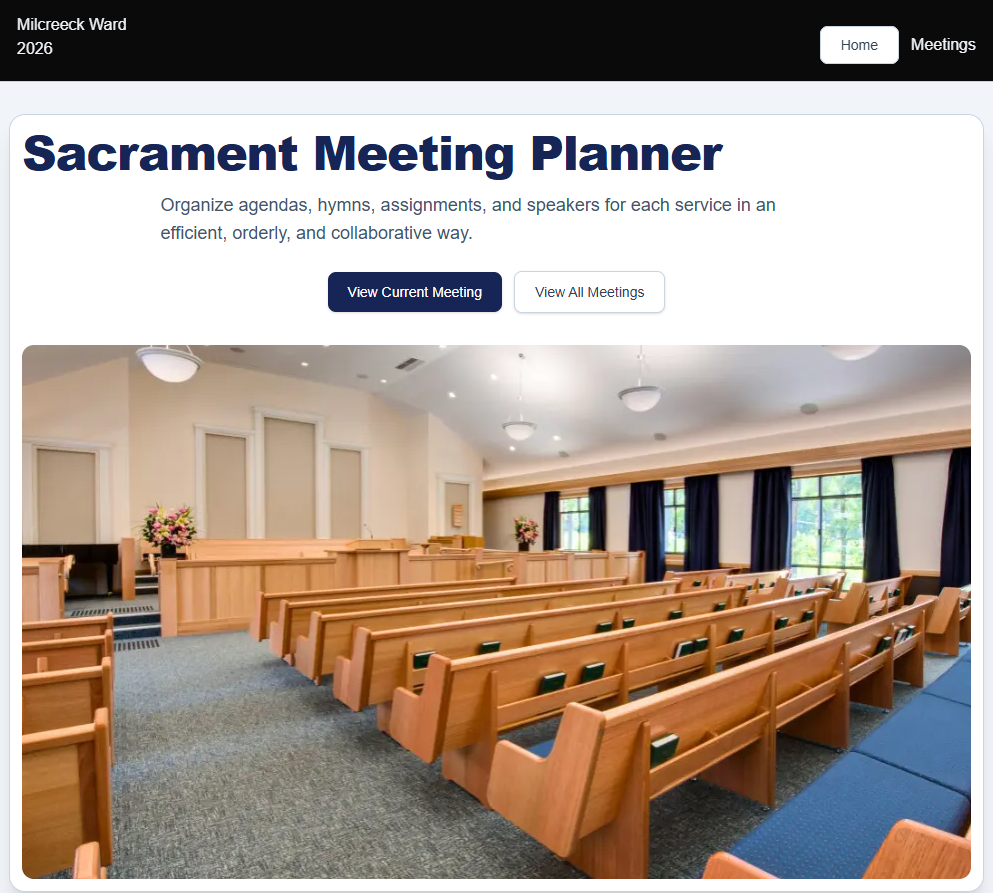 Milcreeck Ward
2026
Home
Meetings
Sacrament Meeting Planner
Organize agendas, hymns, assignments, and speakers for each service in an
efficient, orderly, and collaborative way.
View Current Meeting
View All Meetings